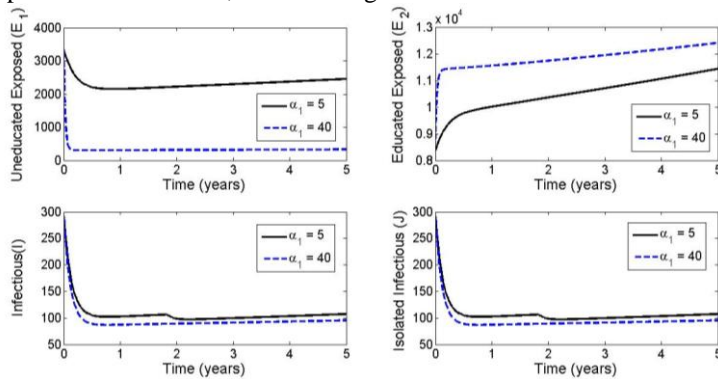 Uneducated Exposed (E₁)
4000
3000
2000
1000
0
0 1 2 3 4 5
Time (years)
α₁ = 5
α₁ = 40
Educated Exposed (E₂)
x 10⁴
1.3
1.2
1.1
1
0.9
0.8
0 1 2 3 4 5
Time (years)
α₁ = 5
α₁ = 40
Infectious(I)
300
250
200
150
100
50
0 1 2 3 4 5
Time (years)
α₁ = 5
α₁ = 40
Isolated Infectious (J)
300
250
200
150
100
50
0 1 2 3 4 5
Time (years)
α₁ = 5
α₁ = 40